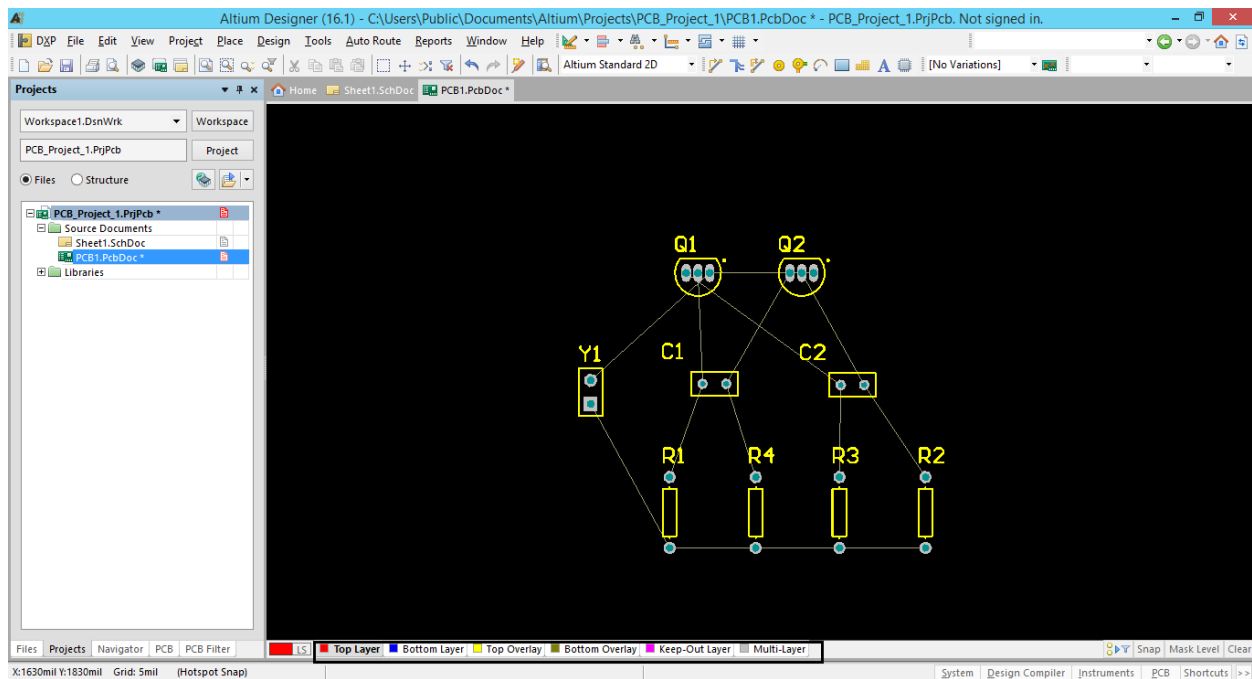 Altium Designer (16.1) - C:\Users\Public\Documents\Altium\Projects\PCB_Project_1\PCB1.PcbDoc * - PCB_Project_1.PrjPcb. Not signed in.
DXP File Edit View Project Place Design Tools Auto Route Reports Window Help
Altium Standard 2D [No Variations]
Projects
Home Sheet1.SchDoc PCB1.PcbDoc *
Workspace1.DsnWrk Workspace
PCB_Project_1.PrjPcb Project
Files Structure
PCB_Project_1.PrjPcb *
Source Documents
Sheet1.SchDoc
PCB1.PcbDoc *
Libraries
Q1 Q2
Y1 C1 C2
R1 R4 R3 R2
Files Projects Navigator PCB PCB Filter
LS Top Layer Bottom Layer Top Overlay Bottom Overlay Keep-Out Layer Multi-Layer
Snap Mask Level Clear
X:1630mil Y:1830mil Grid: 5mil (Hotspot Snap)
System Design Compiler Instruments PCB Shortcuts >>